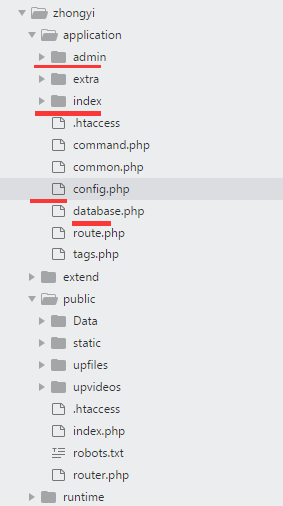 zhongyi
application
admin
extra
index
.htaccess
command.php
common.php
config.php
database.php
route.php
tags.php
extend
public
Data
static
upfiles
upvideos
.htaccess
index.php
robots.txt
router.php
runtime